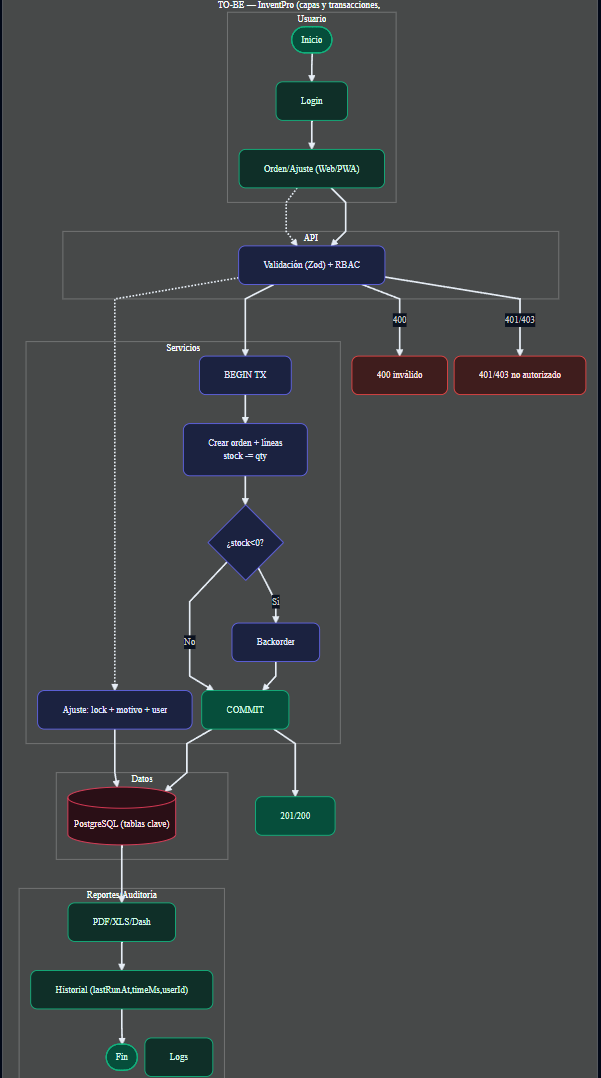 TO-BE — InventPro (capas y transacciones,
Usuario
Inicio
Login
Orden/Ajuste (Web/PWA)
API
Validación (Zod) + RBAC
400
401/403
Servicios
BEGIN TX
400 inválido
401/403 no autorizado
Crear orden + líneas
stock -= qty
¿stock<0?
Sí
No
Backorder
Ajuste: lock + motivo + user
COMMIT
Datos
PostgreSQL (tablas clave)
201/200
Reportes/Auditoría
PDF/XLS/Dash
Historial (lastRunAt,timeMs,userId)
Fin
Logs